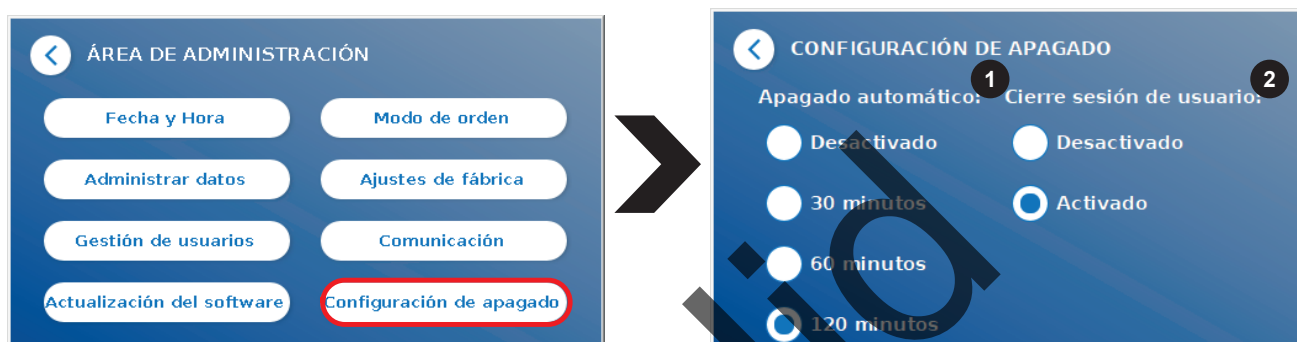 ÁREA DE ADMINISTRACIÓN
Fecha y Hora
Modo de orden
Administrar datos
Ajustes de fábrica
Gestión de usuarios
Comunicación
Actualización del software
Configuración de apagado
CONFIGURACIÓN DE APAGADO
1
2
Apagado automático:
Cierre sesión de usuario:
Desactivado
Desactivado
30 minutos
Activado
60 minutos
120 minutos